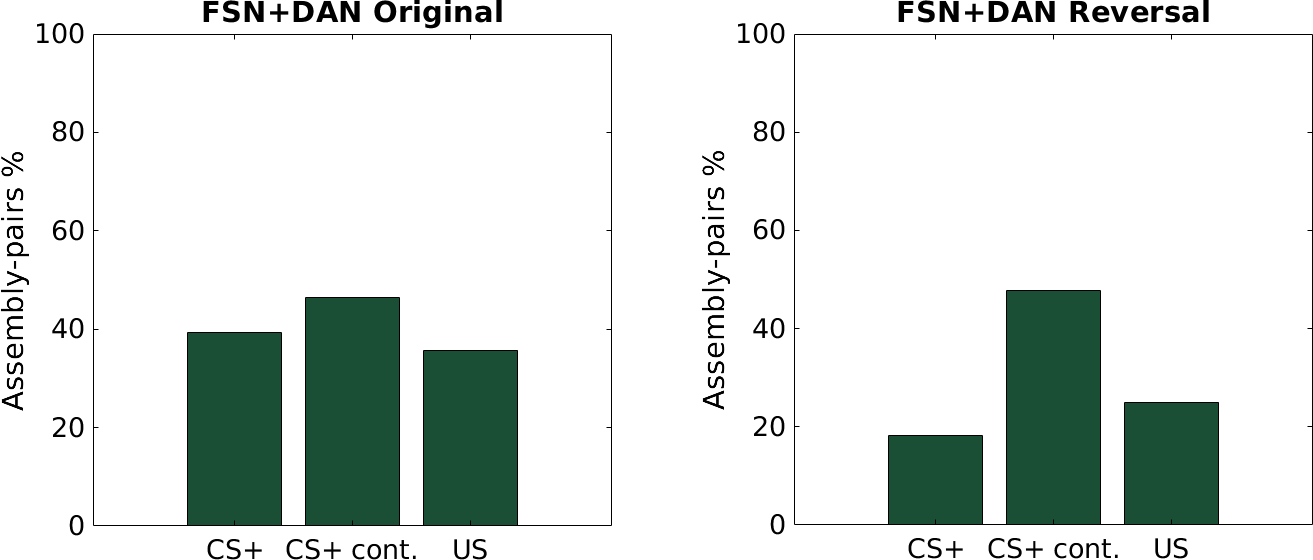 FSN+DAN Original
100
80
60
40
20
0
Assembly-pairs %
CS+ CS+ cont. US
FSN+DAN Reversal
100
80
60
40
20
0
Assembly-pairs %
CS+ CS+ cont. US